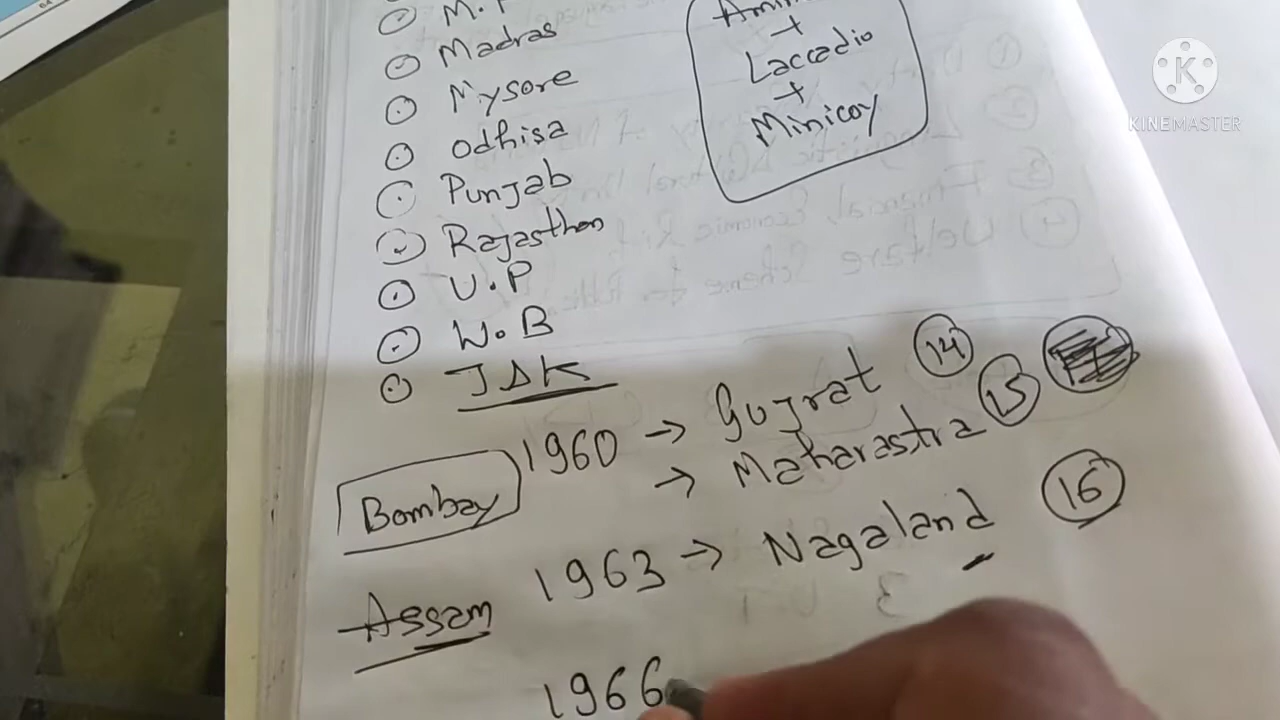 M.P
Madras
Mysore
Odhisa
Punjab
Rajasthan
U.P
W.B
J&K
+
Laccadio
+
Minicoy
K
KINEMASTER
Bombay 1960 → Gujrat 14
→ Maharastra 15
Assam 1963 → Nagaland 16
1966